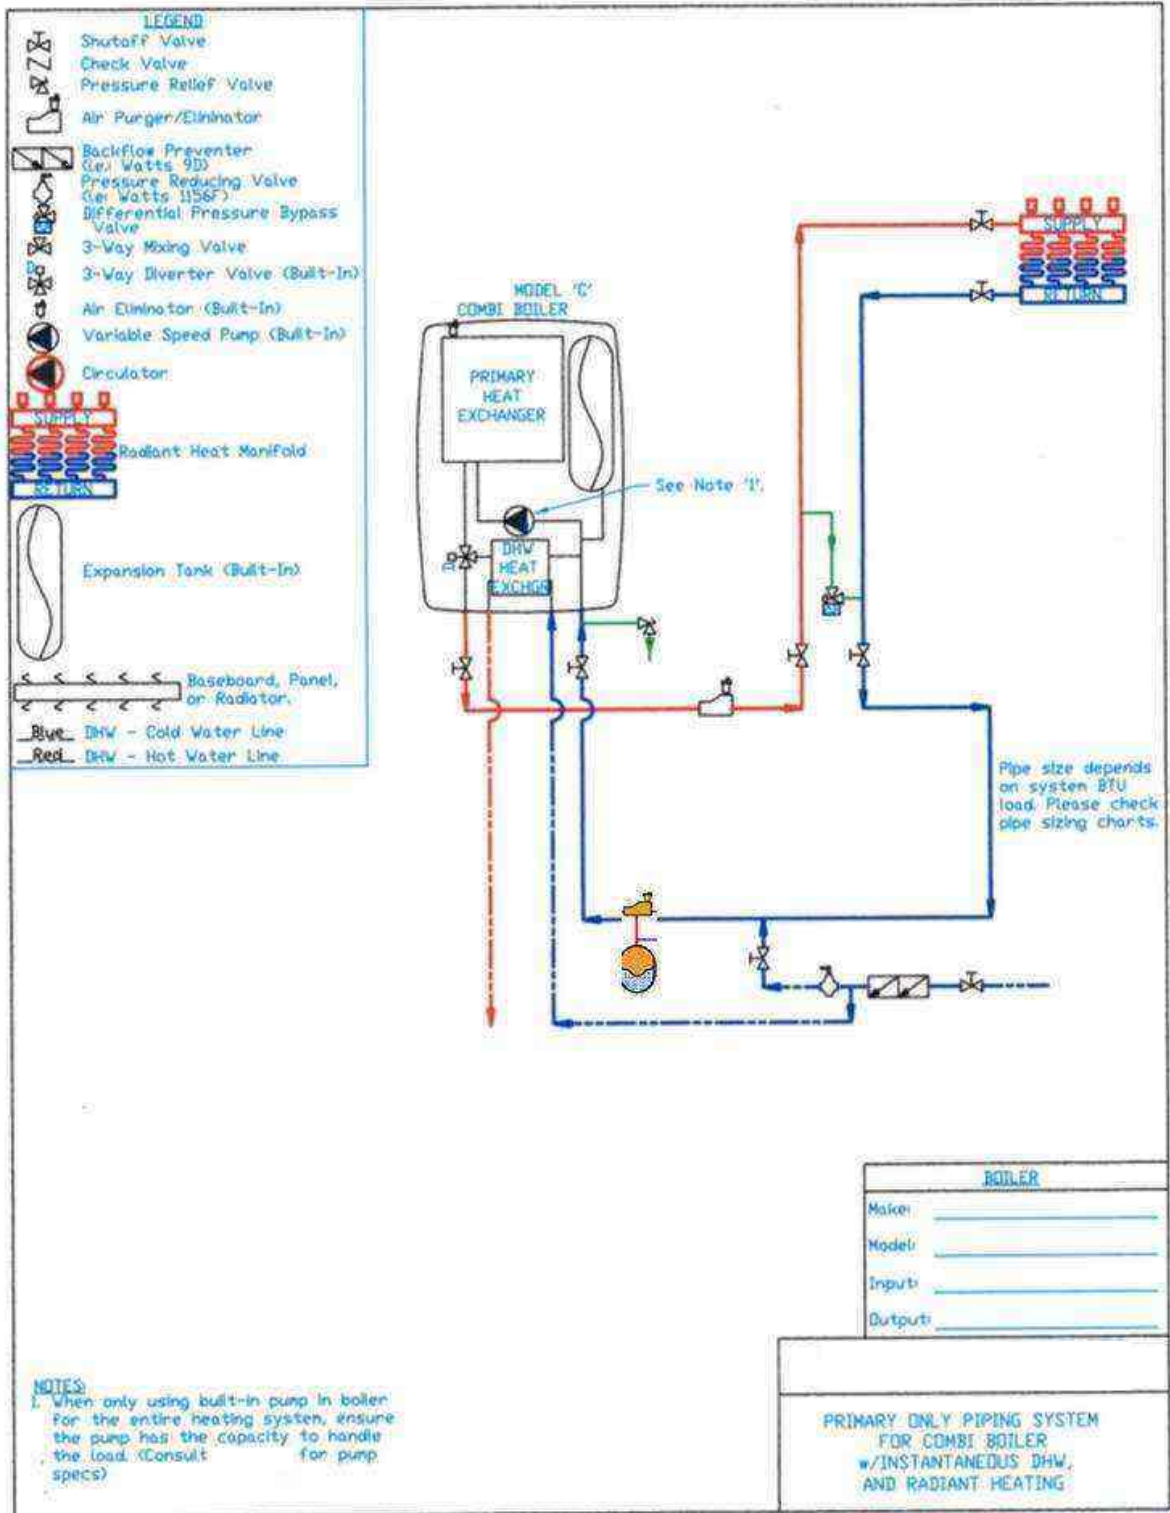 LEGEND
Shutoff Valve
Check Valve
Pressure Relief Valve
Air Purger/Eliminator
Backflow Preventer
(ie: Watts 9D)
Pressure Reducing Valve
(ie: Watts 1156F)
Differential Pressure Bypass
Valve
3-Way Mixing Valve
D
3-Way Diverter Valve (Built-In)
Air Eliminator (Built-In)
Variable Speed Pump (Built-In)
Circulator
SUPPLY
Radiant Heat Manifold
RETURN
Expansion Tank (Built-In)
Baseboard, Panel,
or Radiator.
Blue DHW - Cold Water Line
Red DHW - Hot Water Line
MODEL 'C'
COMBI BOILER
PRIMARY
HEAT
EXCHANGER
See Note '1'.
D
DHW
HEAT
EXCHGR
SUPPLY
RETURN
Pipe size depends
on system BTU
load. Please check
pipe sizing charts.
BOILER
Make:
Model:
Input:
Output:
NOTES:
1. When only using built-in pump in boiler
for the entire heating system, ensure
the pump has the capacity to handle
the load. (Consult for pump
specs)
PRIMARY ONLY PIPING SYSTEM
FOR COMBI BOILER
w/INSTANTANEOUS DHW,
AND RADIANT HEATING